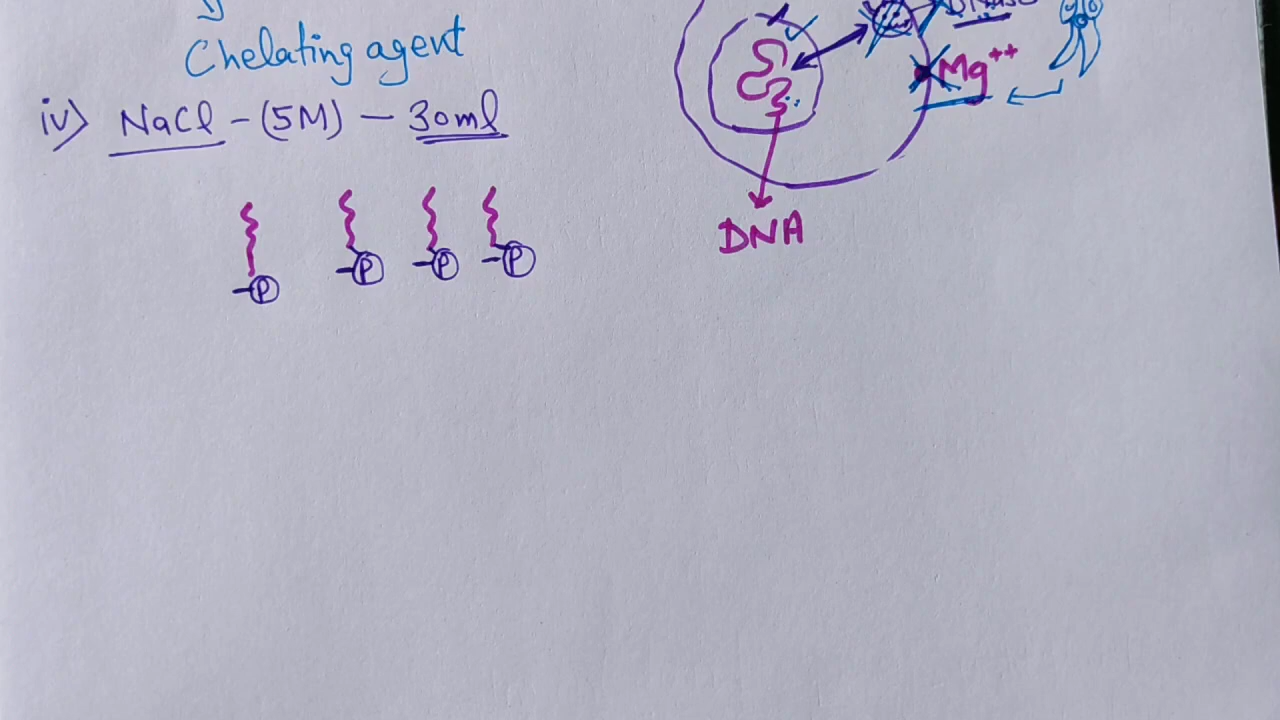 Chelating agent
iv) NaCl - (5M) - 30ml
Mg++
-P -P -P -P
DNA